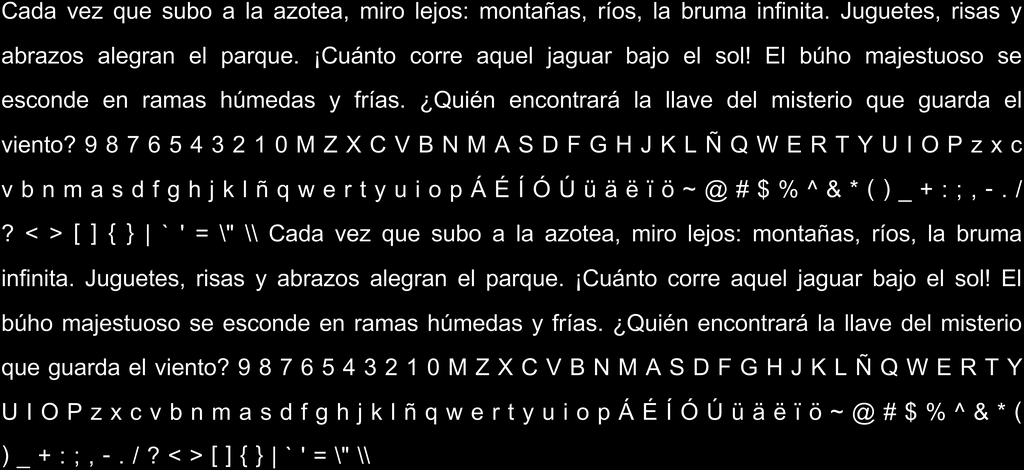 Cada vez que subo a la azotea, miro lejos: montañas, ríos, la bruma infinita. Juguetes, risas y
abrazos alegran el parque. ¡Cuánto corre aquel jaguar bajo el sol! El búho majestuoso se
esconde en ramas húmedas y frías. ¿Quién encontrará la llave del misterio que guarda el
viento? 9 8 7 6 5 4 3 2 1 0 M Z X C V B N M A S D F G H J K L Ñ Q W E R T Y U I O P z x c
v b n m a s d f g h j k l ñ q w e r t y u i o p Á É Í Ó Ú ü ä ë ï ö ~ @ # $ % ^ & * ( ) _ + : ; , - . /
? < > [ ] { } | ` ' = \" \\ Cada vez que subo a la azotea, miro lejos: montañas, ríos, la bruma
infinita. Juguetes, risas y abrazos alegran el parque. ¡Cuánto corre aquel jaguar bajo el sol! El
búho majestuoso se esconde en ramas húmedas y frías. ¿Quién encontrará la llave del misterio
que guarda el viento? 9 8 7 6 5 4 3 2 1 0 M Z X C V B N M A S D F G H J K L Ñ Q W E R T Y
U I O P z x c v b n m a s d f g h j k l ñ q w e r t y u i o p Á É Í Ó Ú ü ä ë ï ö ~ @ # $ % ^ & * (
) _ + : ; , - . / ? < > [ ] { } | ` ' = \" \\